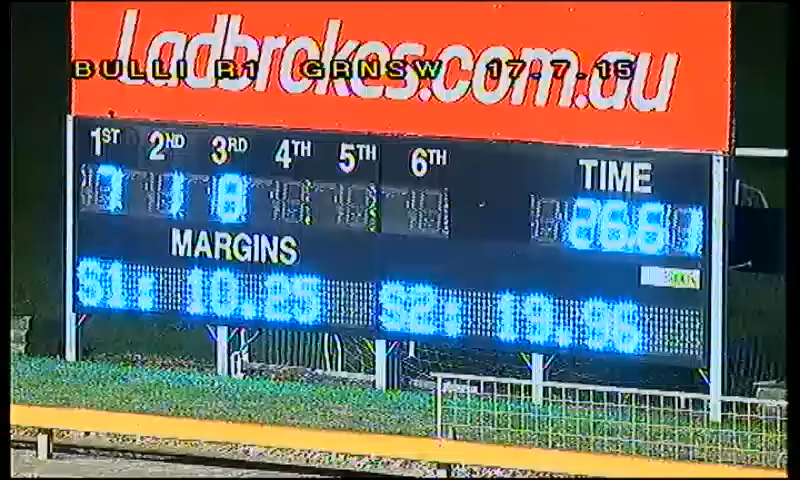 Ladbrokes.com.au
BULLI R1 GRNSW 17.7.15
1ST 2ND 3RD 4TH 5TH 6TH TIME
7 1 8 26.61
MARGINS
S1: 10.25 S2: 19.96